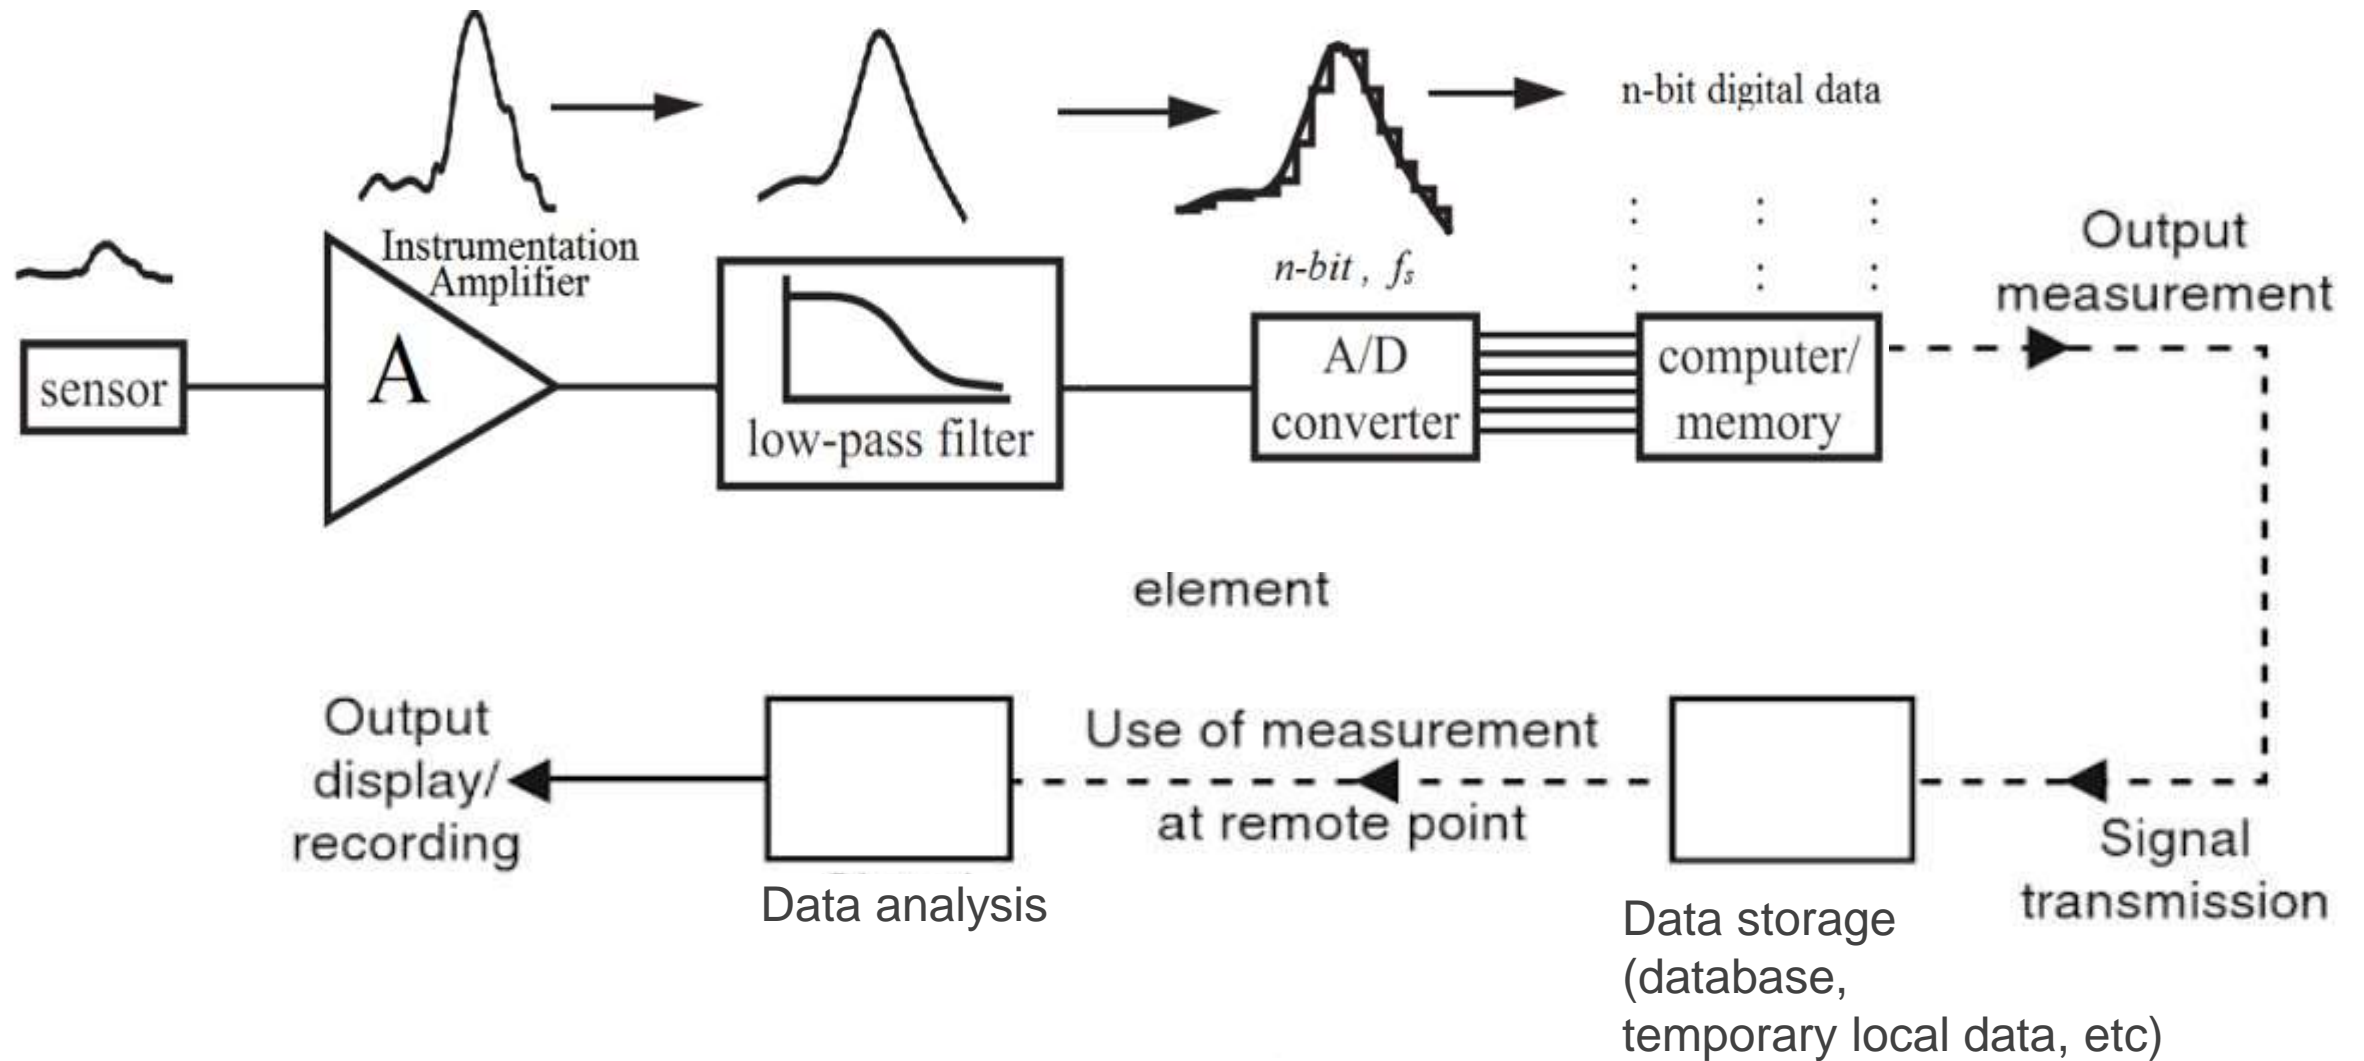 n-bit digital data
Instrumentation
Amplifier
n-bit , fs
Output
measurement
sensor
A
low-pass filter
A/D
converter
computer/
memory
element
Output
display/
recording
Use of measurement
at remote point
Signal
transmission
Data analysis
Data storage
(database,
temporary local data, etc)